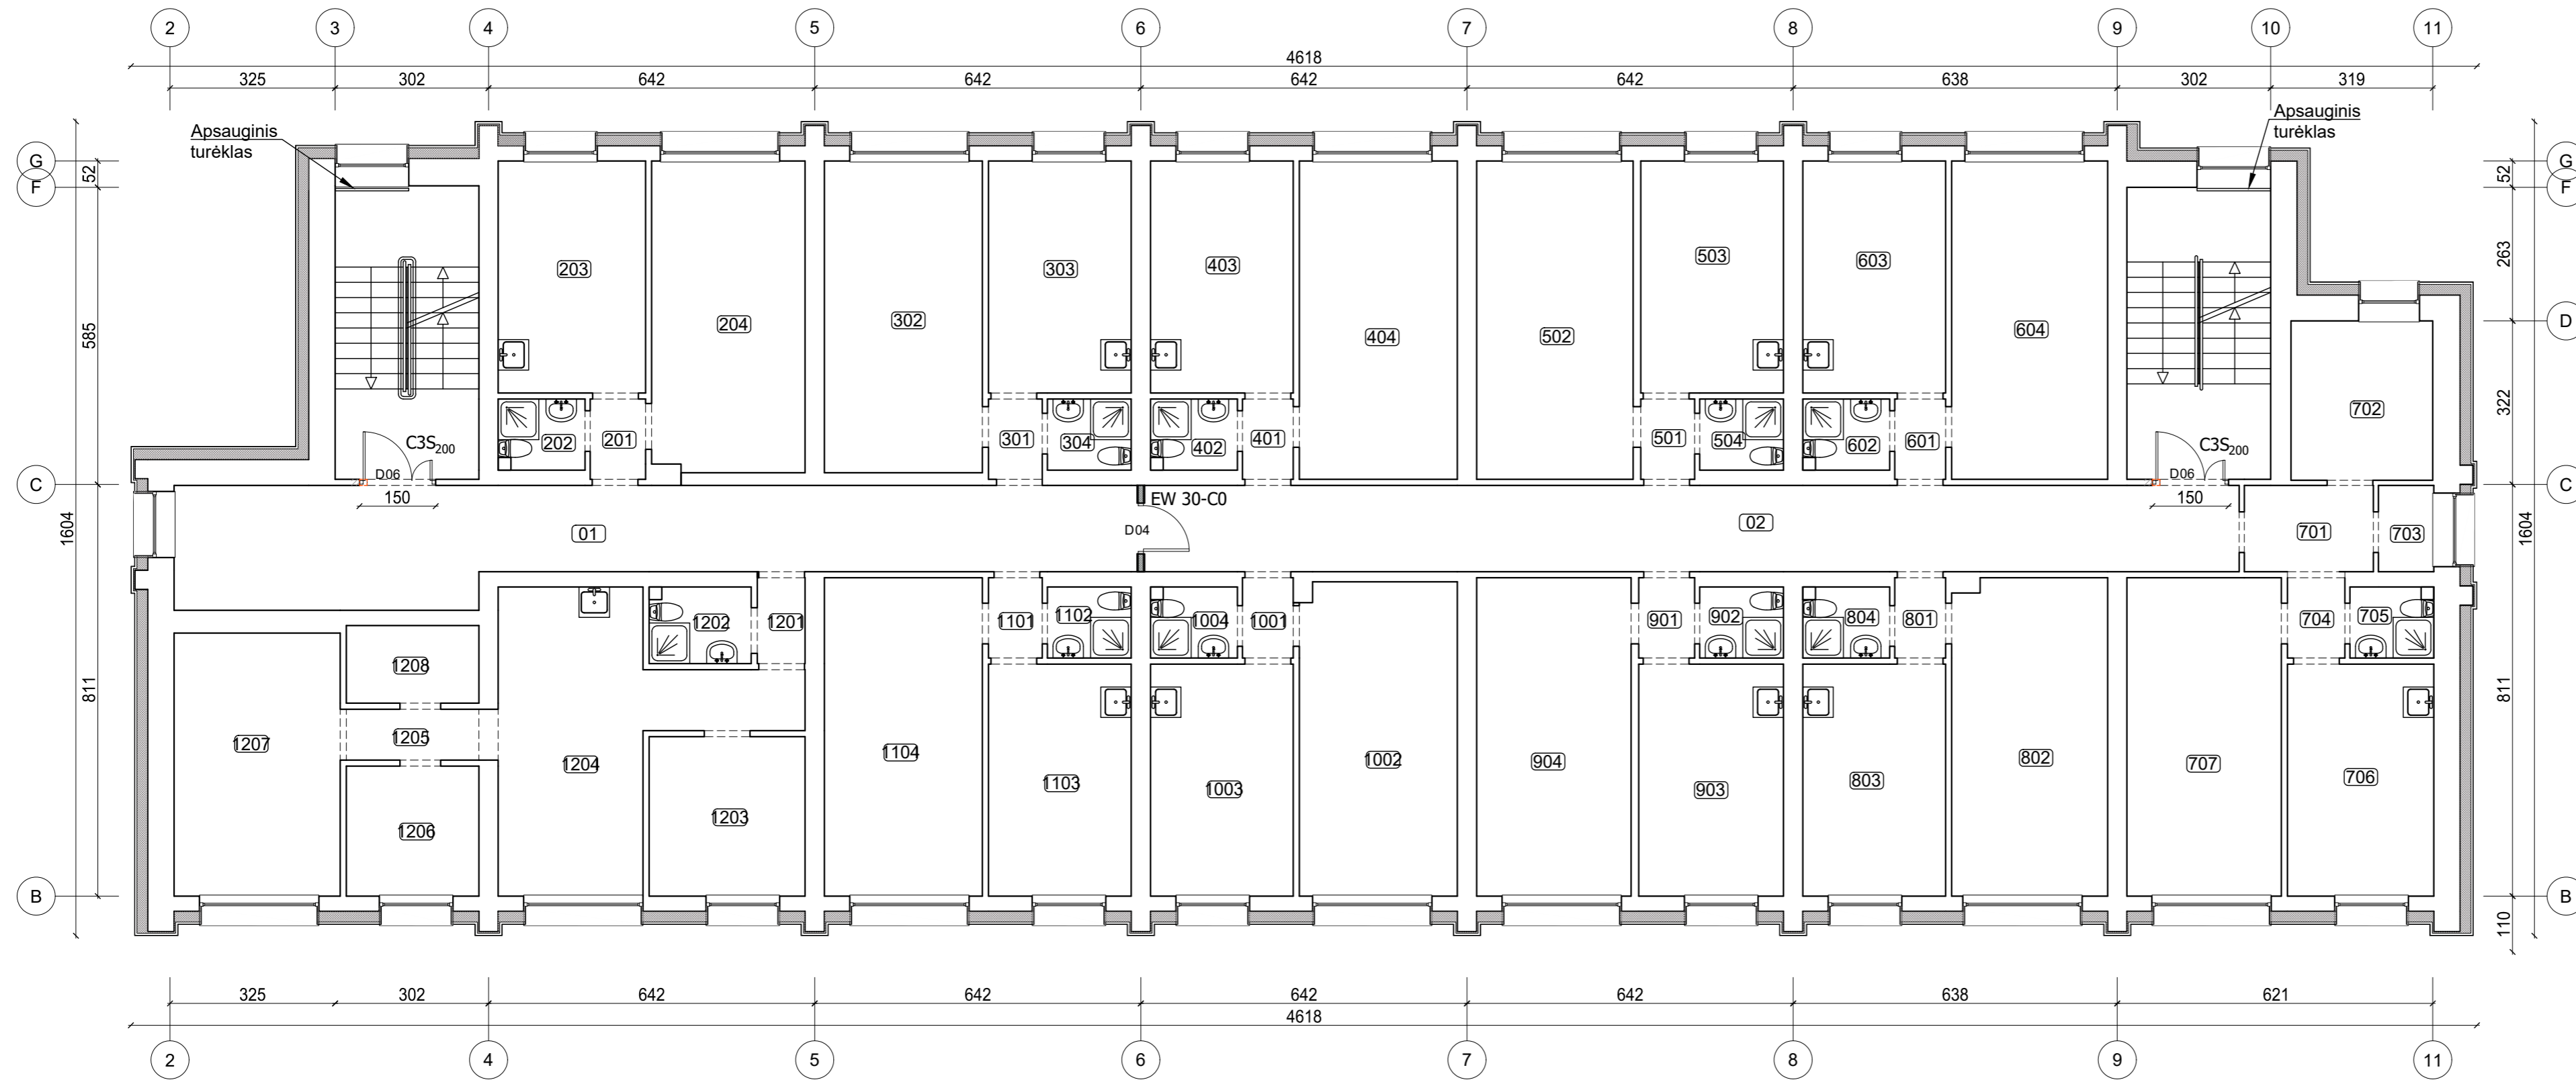 2 3 4 5 6 7 8 9 10 11
4618
325 302 642 642 642 642 638 302 319
Apsauginis
turėklas
Apsauginis
turėklas
G G
52 52
F F
263
203 303 403 503 603
D
585
204 302 404 502 604
322
702
C3S200 202 201 301 304 402 401 501 504 602 601 C3S200
D06 D06
C C
150 EW 30-C0 150
1604 01 D04 02 701 703 1604
1202 1201 1101 1102 1004 1001 901 902 804 801 704 705
1208
811 811
1207 1205 1204 1104 1002 904 802 707 706
1206 1203 1103 1003 903 803
B B
110
325 302 642 642 642 642 638 621
4618
2 4 5 6 7 8 9 11